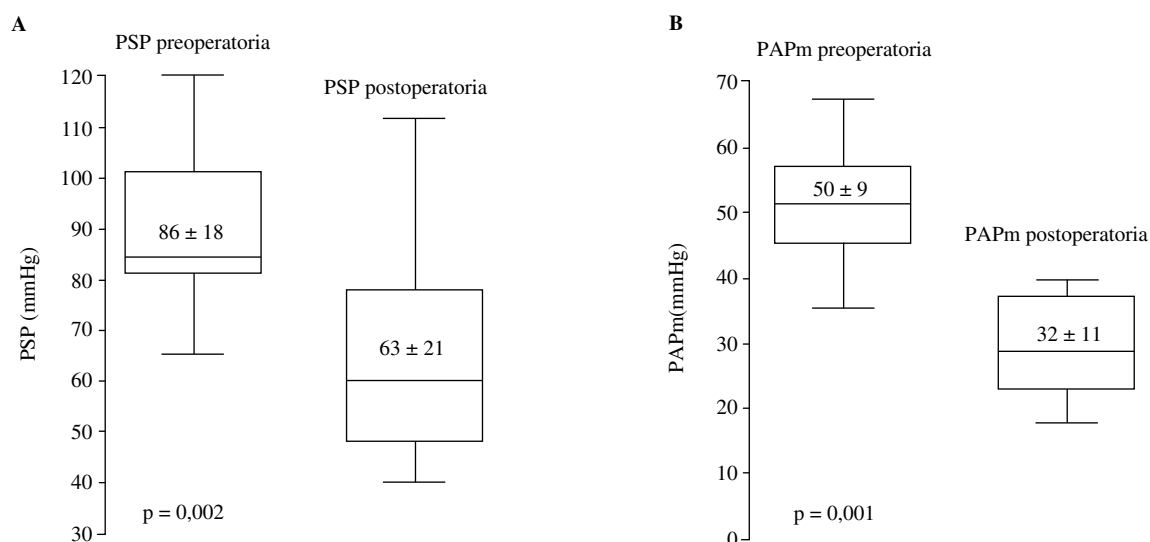 A
PSP preoperatoria
PSP postoperatoria
PSP (mmHg)
120
110
100
90
80
70
60
50
40
30
86 ± 18
63 ± 21
p = 0,002
B
PAPm preoperatoria
PAPm postoperatoria
PAPm(mmHg)
70
60
50
40
30
20
10
0
50 ± 9
32 ± 11
p = 0,001